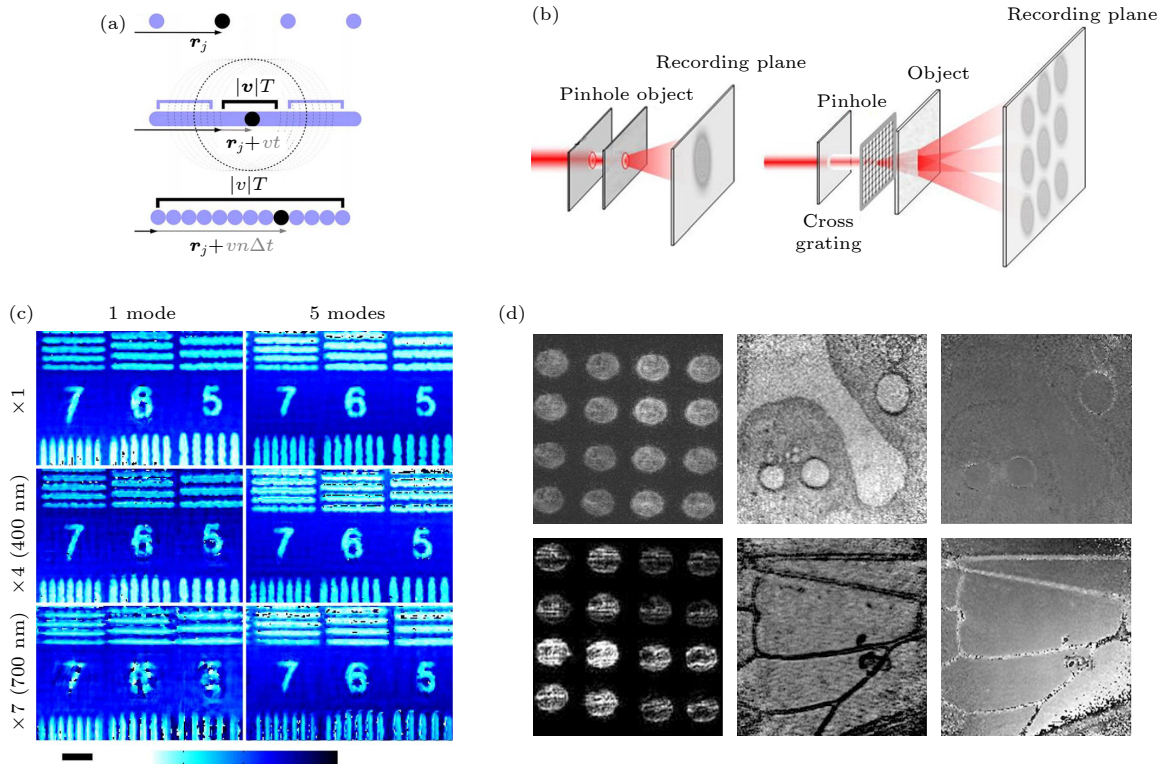 (a)
r_j
|v|T
r_j + vt
|v|T
r_j + vnΔt
(b)
Recording plane
Pinhole object
Recording plane
Object
Pinhole
Cross
grating
(c)
1 mode
5 modes
×1
7 6 5
7 6 5
×4 (400 nm)
7 6 5
7 6 5
×7 (700 nm)
7
7 6 5
(d)